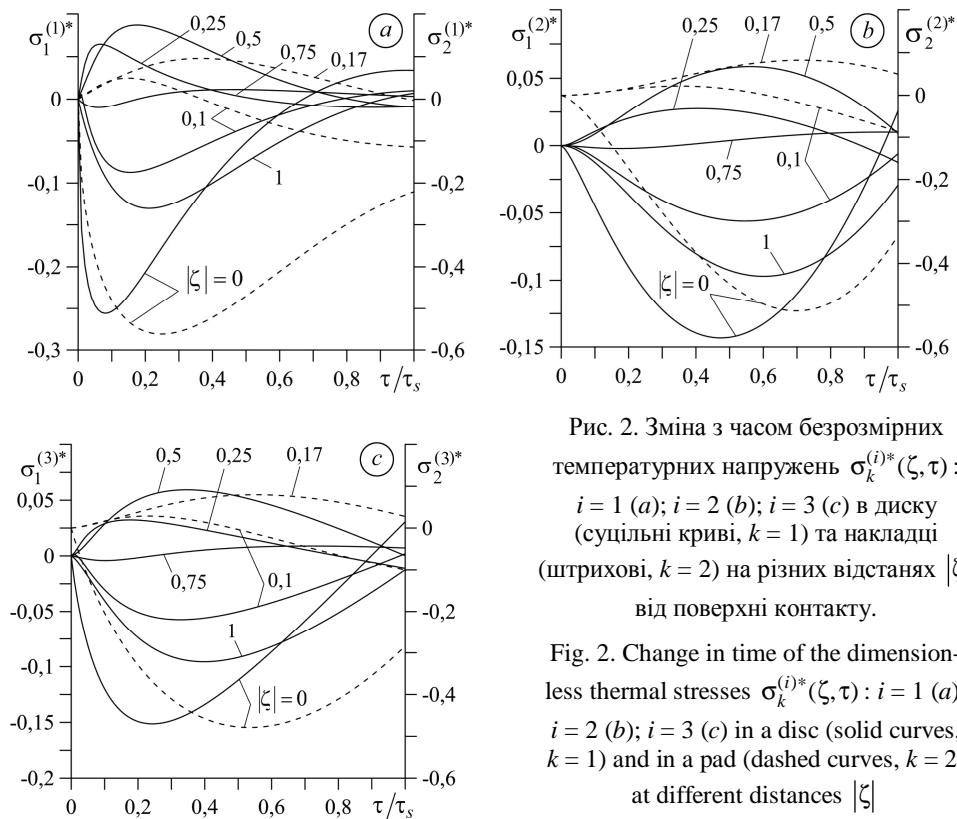 σ₁⁽¹⁾*
0,25
0,5
0,75
0,17
a
σ₂⁽¹⁾*
0
-0,1
-0,2
-0,3
0
-0,2
-0,4
-0,6
0,1
1
|ζ| = 0
0
0,2
0,4
0,6
0,8
τ/τₛ
σ₁⁽²⁾*
0,17
0,5
b
σ₂⁽²⁾*
0,05
0
-0,05
-0,1
-0,15
0
-0,2
-0,4
-0,6
0,25
0,75
0,1
1
|ζ| = 0
0
0,2
0,4
0,6
0,8
τ/τₛ
σ₁⁽³⁾*
0,5
0,25
0,17
c
σ₂⁽³⁾*
0,05
0
-0,05
-0,1
-0,15
-0,2
0
-0,2
-0,4
-0,6
0,75
0,1
1
|ζ| = 0
0
0,2
0,4
0,6
0,8
τ/τₛ
Рис. 2. Зміна з часом безрозмірних
температурних напружень σₖ⁽ⁱ⁾*(ζ, τ) :
i = 1 (a); i = 2 (b); i = 3 (c) в диску
(суцільні криві, k = 1) та накладці
(штрихові, k = 2) на різних відстанях |ζ
від поверхні контакту.
Fig. 2. Change in time of the dimension-
less thermal stresses σₖ⁽ⁱ⁾*(ζ, τ) : i = 1 (a)
i = 2 (b); i = 3 (c) in a disc (solid curves,
k = 1) and in a pad (dashed curves, k = 2
at different distances |ζ|